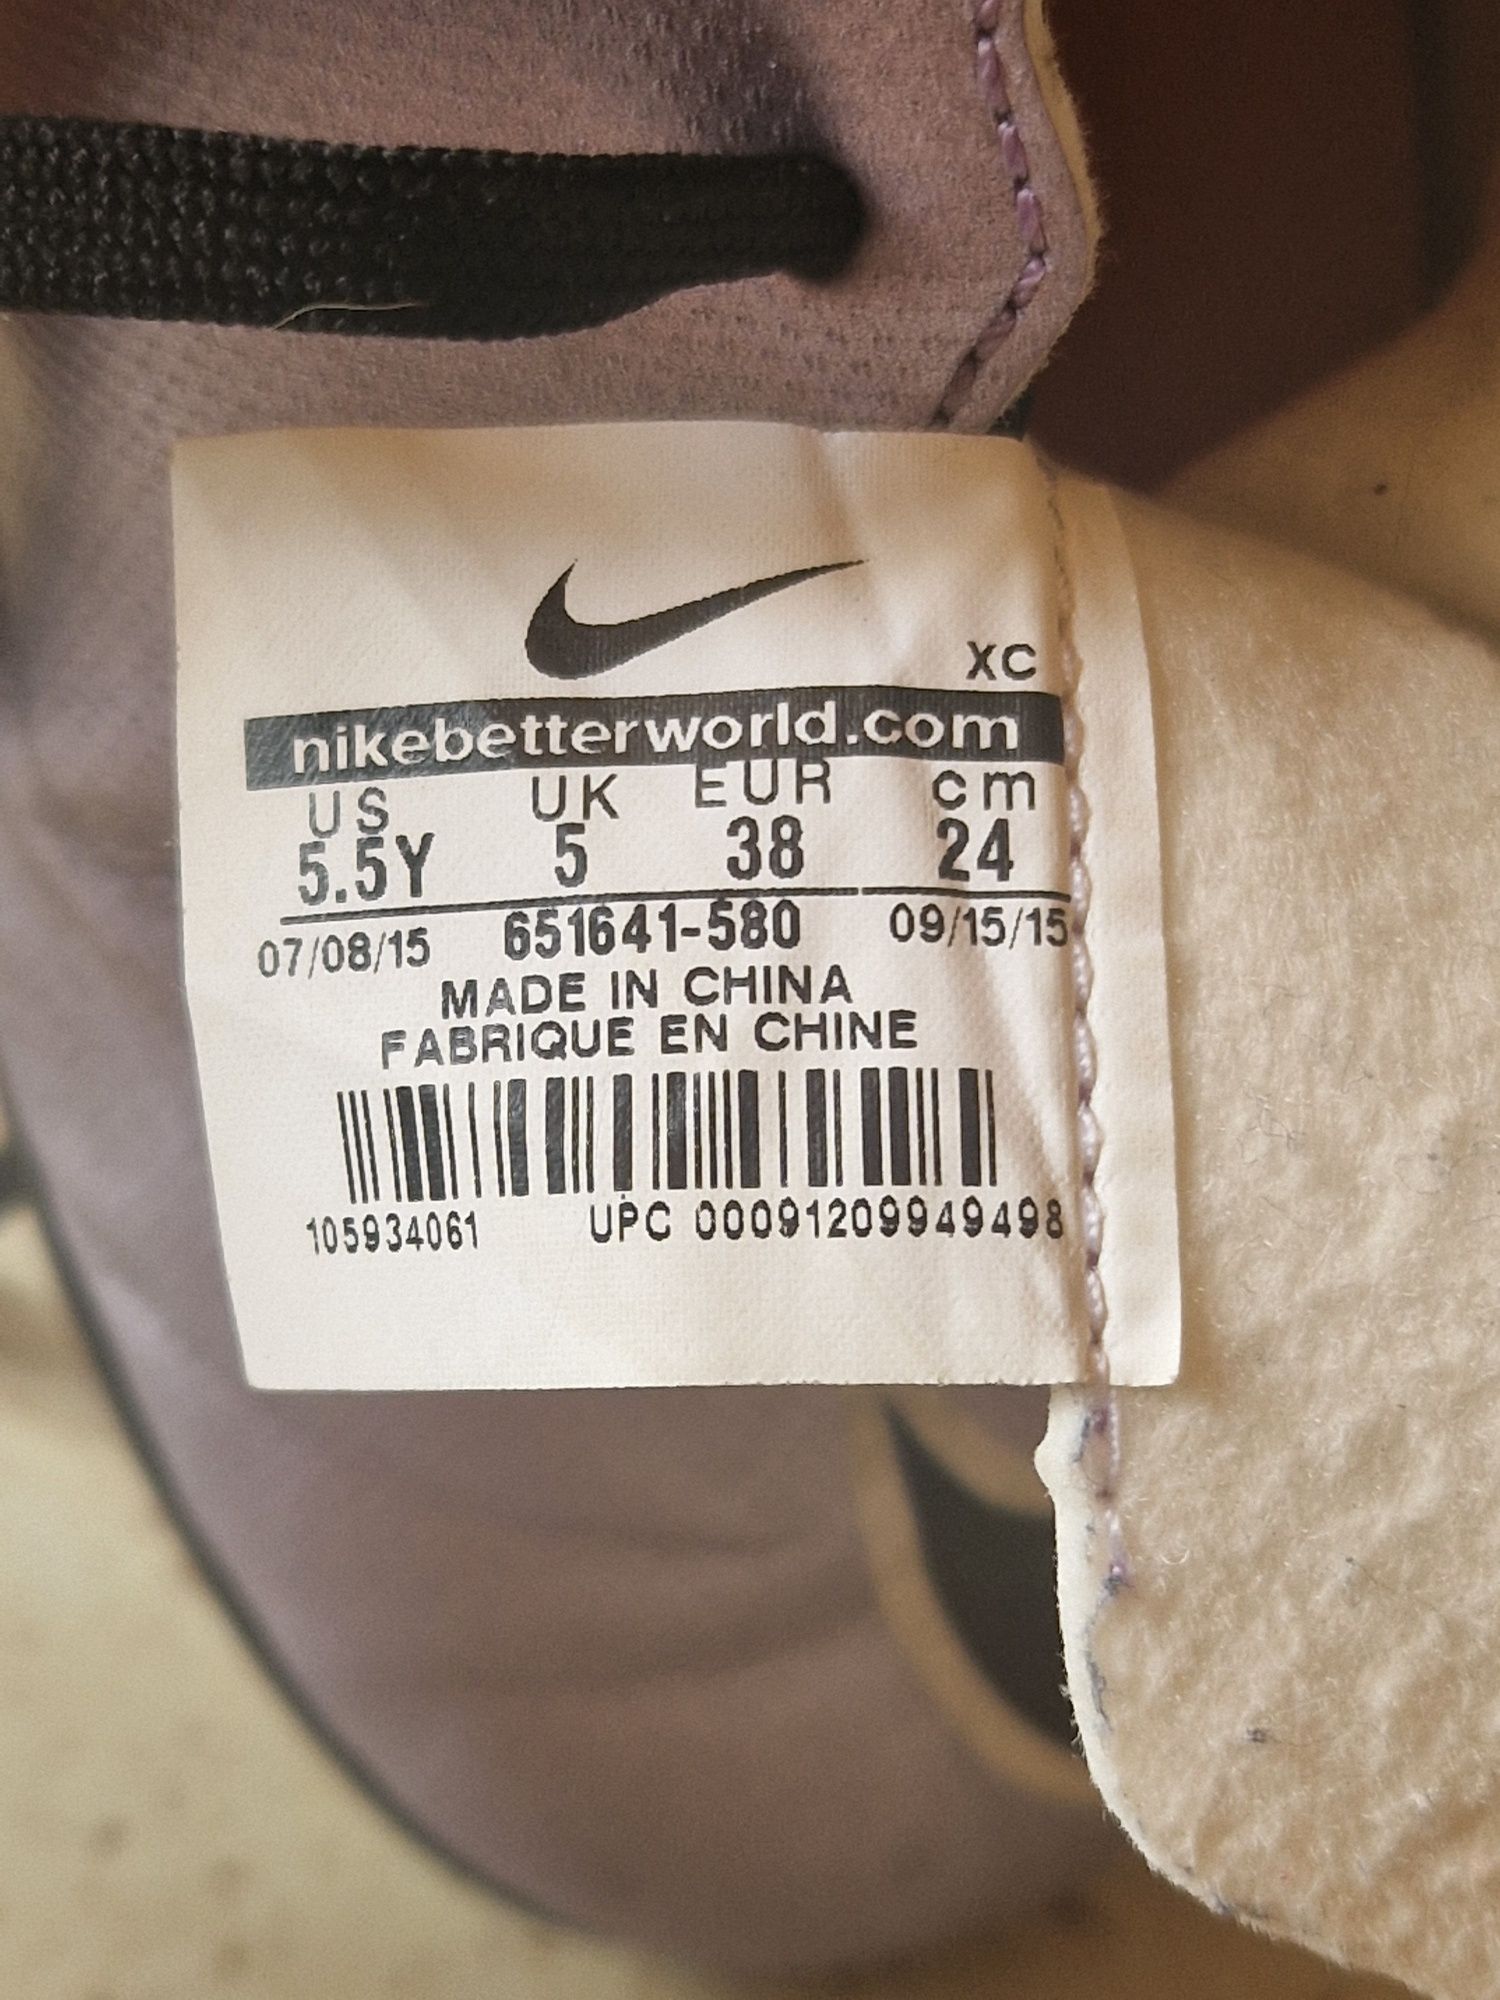 XC
nikebetterworld.com
US UK EUR cm
5.5Y 5 38 24
07/08/15 651641-580 09/15/15
MADE IN CHINA
FABRIQUE EN CHINE
105934061 UPC 00091209949498